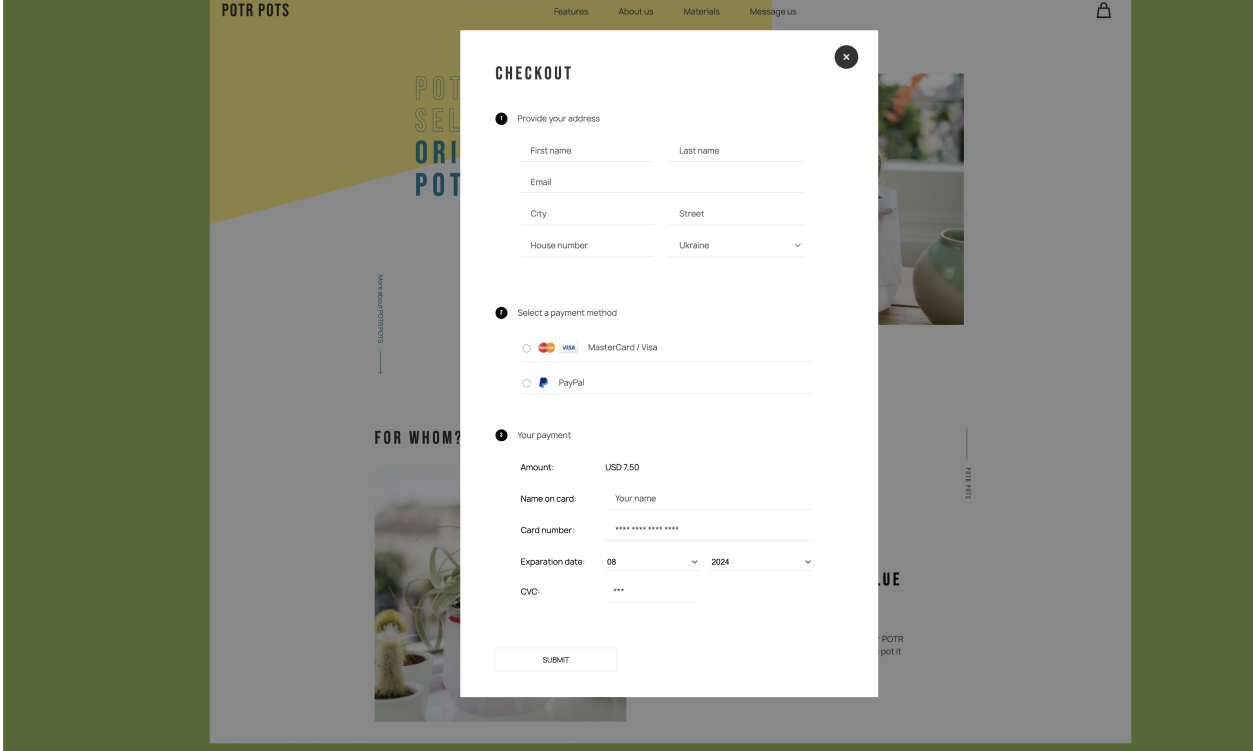 POTR POTS
Features About us Materials Message us
CHECKOUT
POT
SEL
ORI
POT
1 Provide your address
First name Last name
Email
City Street
House number Ukraine
More about POTR POTS
2 Select a payment method
MasterCard / Visa
VISA
PayPal
FOR WHOM?
3 Your payment
Amount: USD 7,50
Name on card: Your name
Card number: **** **** **** ****
Exparation date: 08 2024
CVC: ***
POTR POTS
LUE
POTR
pot it
SUBMIT